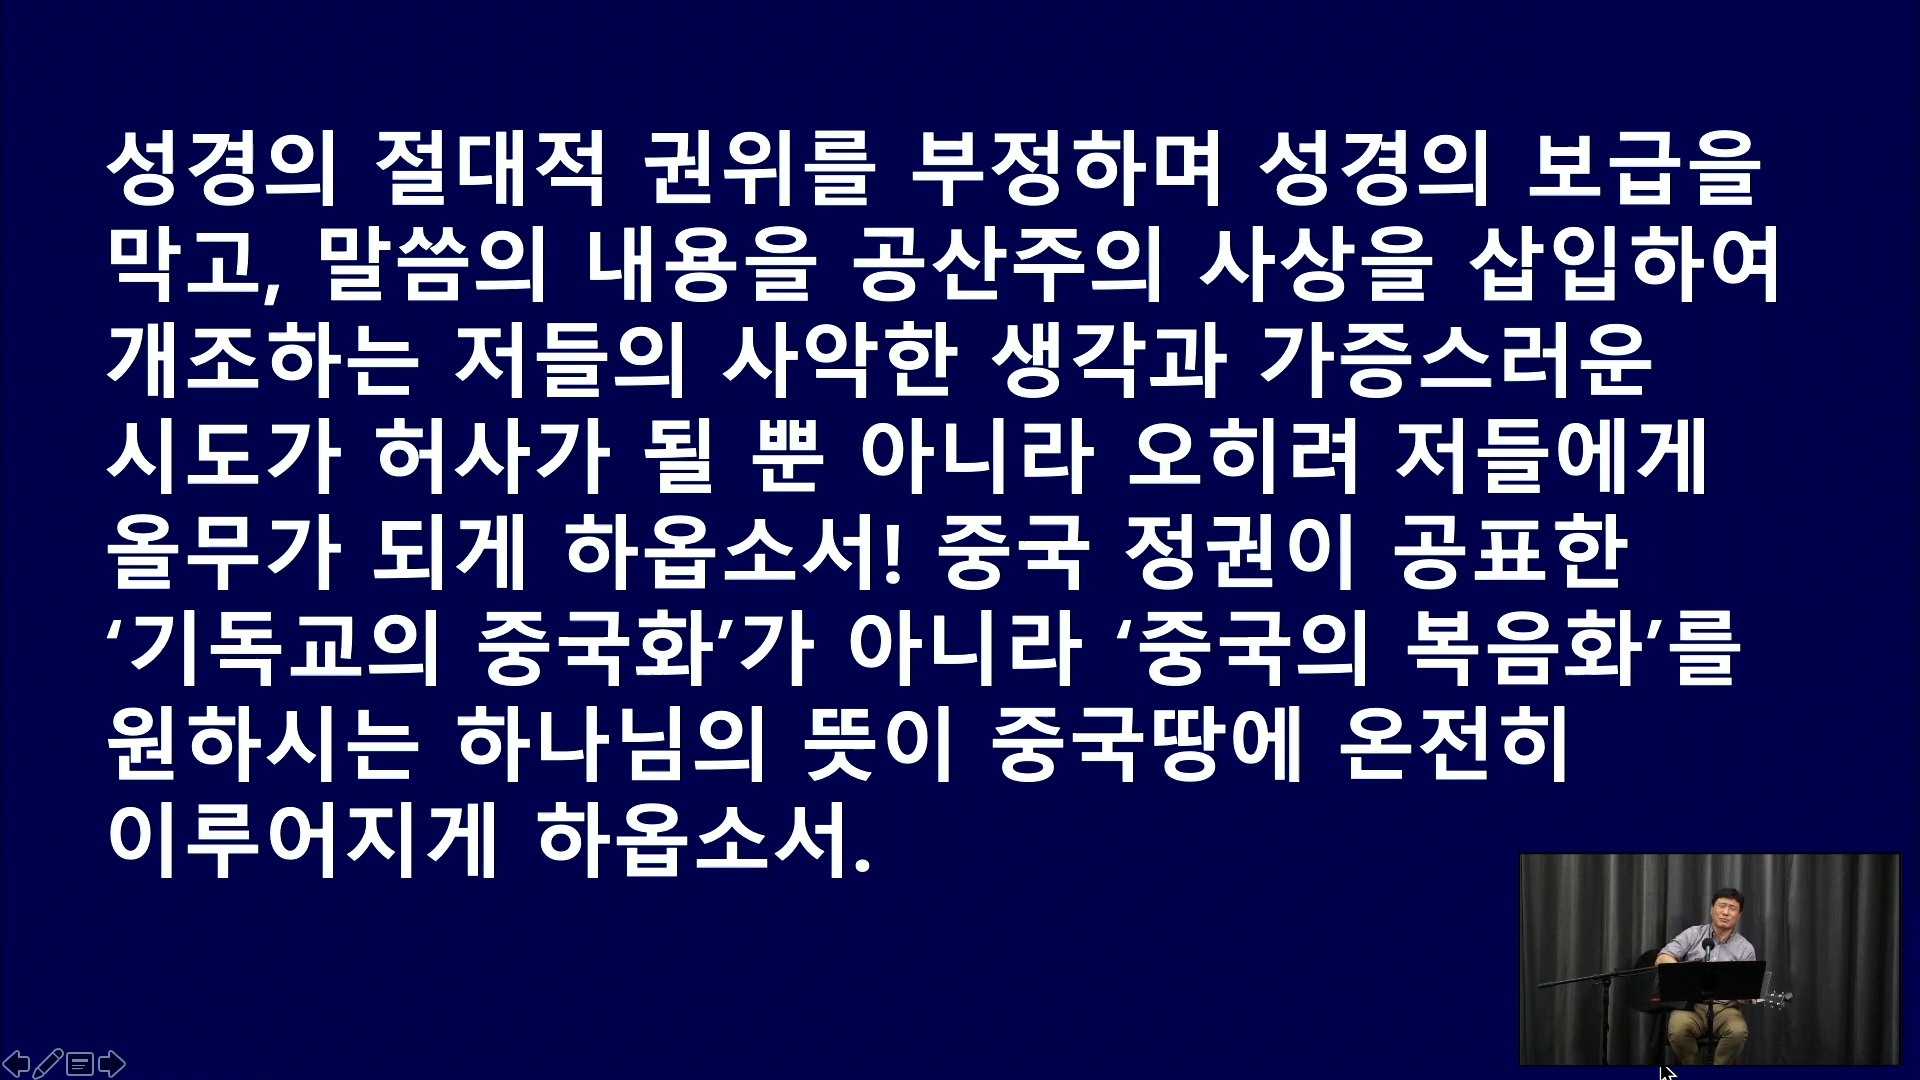 성경의 절대적 권위를 부정하며 성경의 보급을
막고, 말씀의 내용을 공산주의 사상을 삽입하여
개조하는 저들의 사악한 생각과 가증스러운
시도가 허사가 될 뿐 아니라 오히려 저들에게
올무가 되게 하옵소서! 중국 정권이 공표한
‘기독교의 중국화’가 아니라 ‘중국의 복음화’를
원하시는 하나님의 뜻이 중국땅에 온전히
이루어지게 하옵소서.